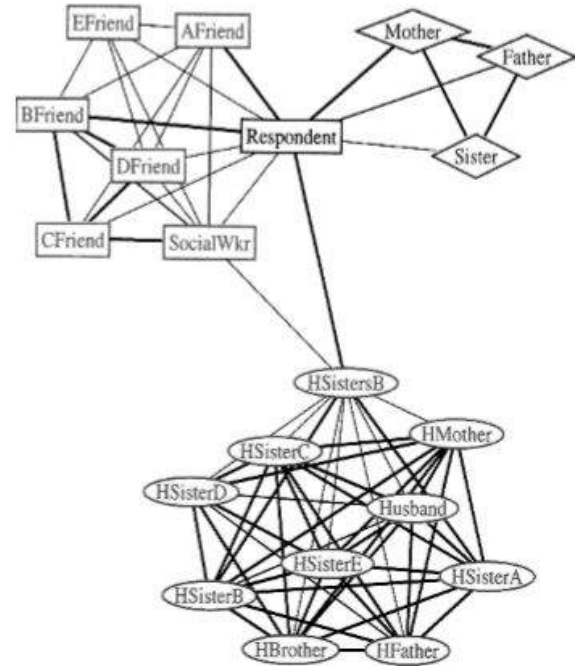 EFriend
AFriend
Mother
Father
BFriend
Respondent
Sister
DFriend
CFriend
SocialWkr
HSistersB
HMother
HSisterC
HSisterD
Husband
HSisterE
HSisterA
HSisterB
HBrother
HFather